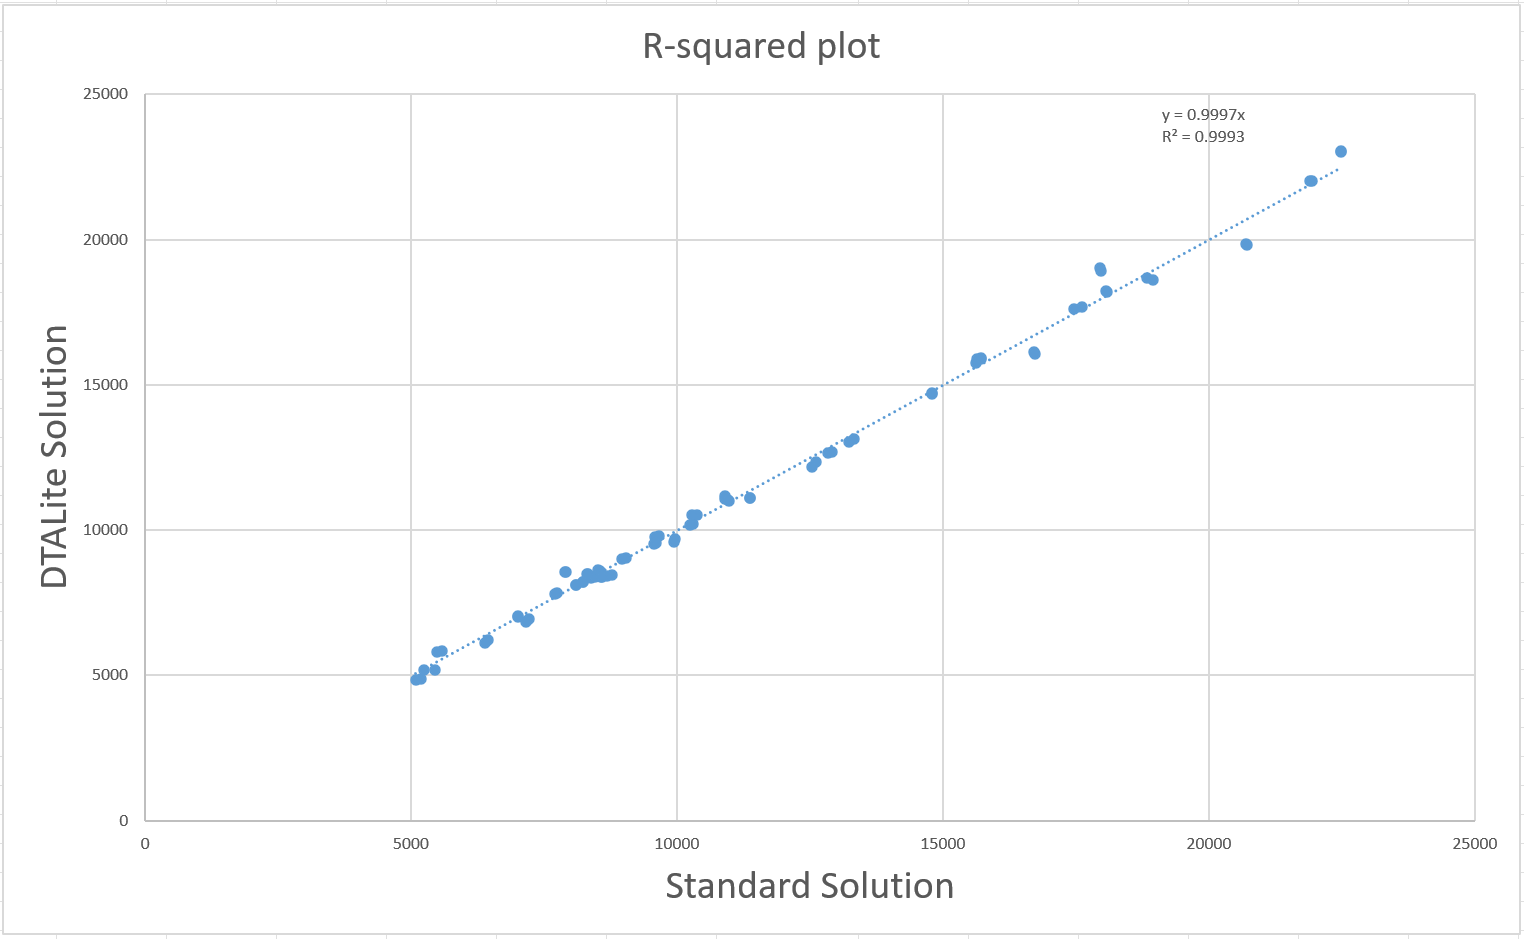 R-squared plot
25000
y = 0.9997x
R² = 0.9993
20000
15000
10000
5000
0
DTALite Solution
0 5000 10000 15000 20000 25000
Standard Solution